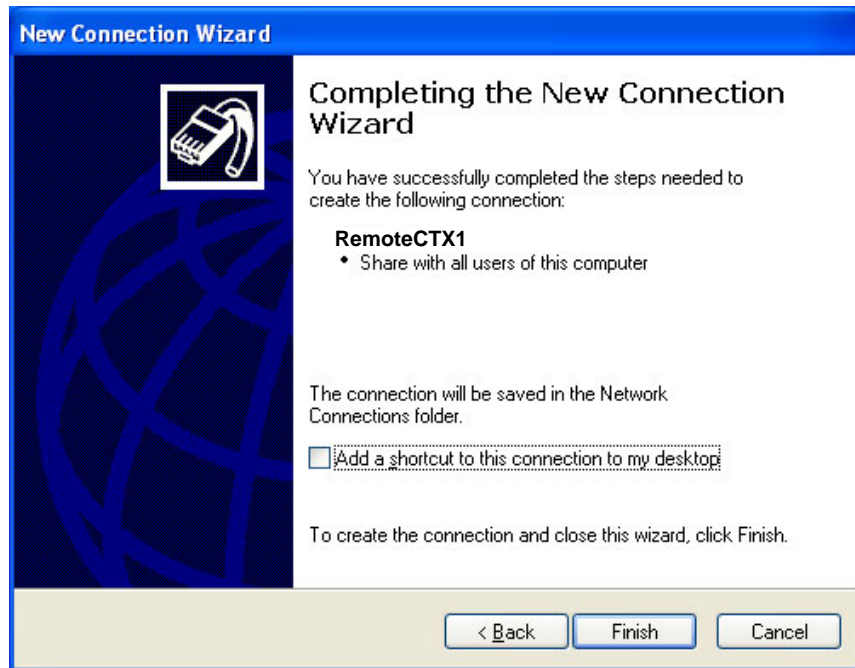 New Connection Wizard
Completing the New Connection
Wizard
You have successfully completed the steps needed to
create the following connection:
RemoteCTX1
• Share with all users of this computer
The connection will be saved in the Network
Connections folder.
Add a shortcut to this connection to my desktop
To create the connection and close this wizard, click Finish.
< Back Finish Cancel